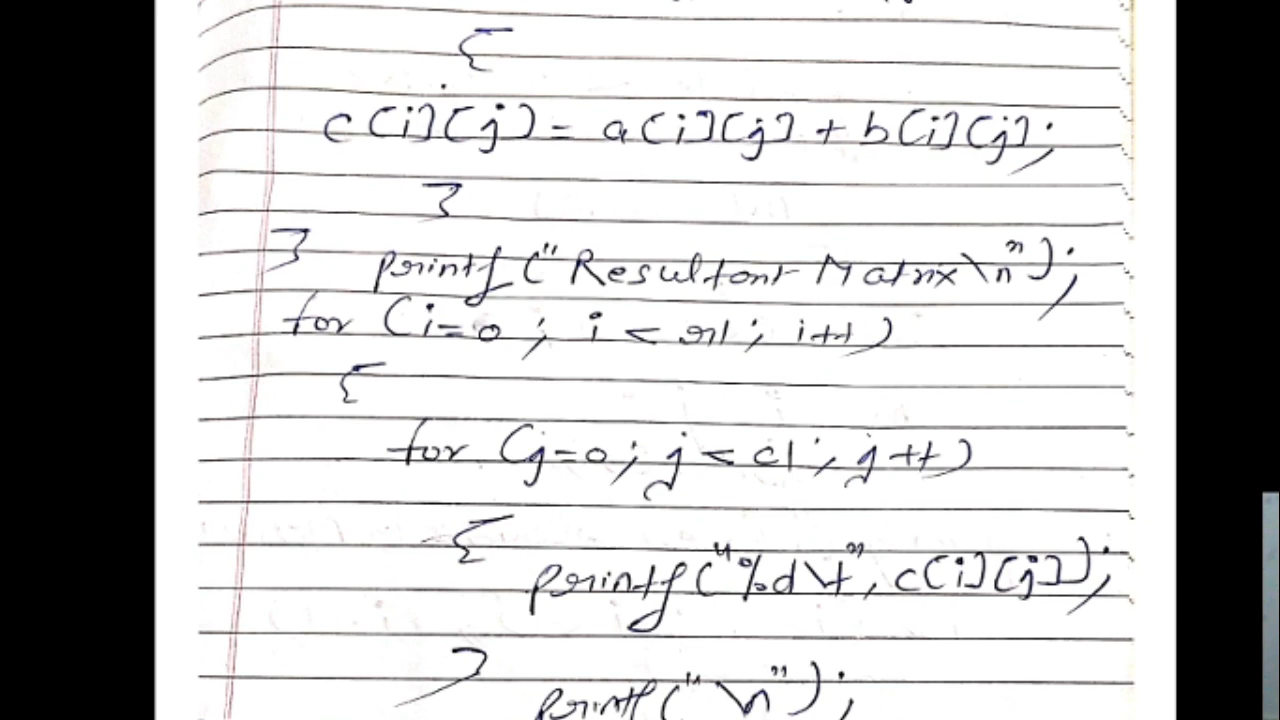 {
c[i][j] = a[i][j] + b[i][j];
}
} printf ("Resultant Matrix\n");
for (i=0; i < r1; i++)
{
for (j=0; j < c1; j++)
{
printf("%d\t", c[i][j]);
}
printf("\n");